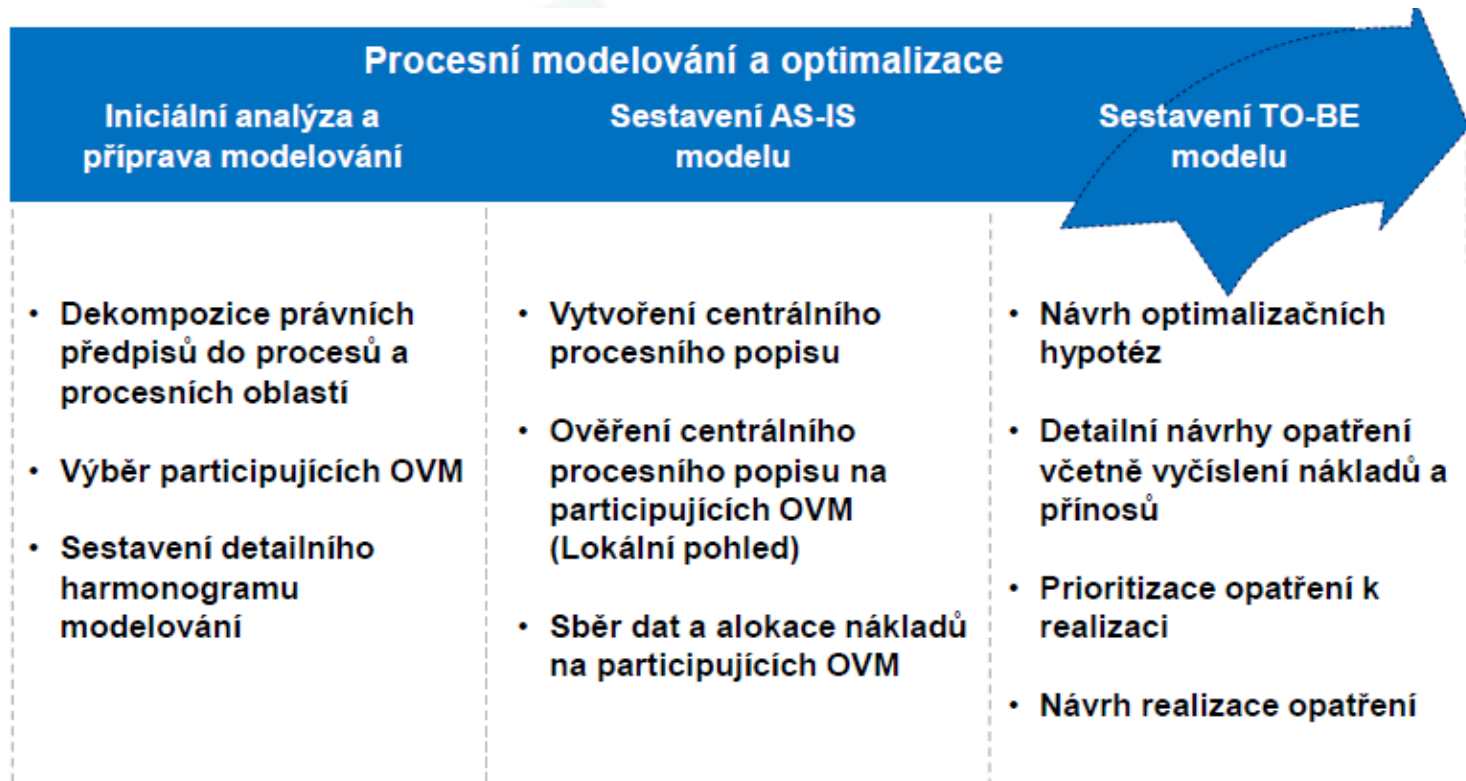 Procesní modelování a optimalizace
Iniciální analýza a
příprava modelování
Sestavení AS-IS
modelu
Sestavení TO-BE
modelu
• Dekompozice právních
předpisů do procesů a
procesních oblastí
• Výběr participujících OVM
• Sestavení detailního
harmonogramu
modelování
• Vytvoření centrálního
procesního popisu
• Ověření centrálního
procesního popisu na
participujících OVM
(Lokální pohled)
• Sběr dat a alokace nákladů
na participujících OVM
• Návrh optimalizačních
hypotéz
• Detailní návrhy opatření
včetně vyčíslení nákladů a
přínosů
• Prioritizace opatření k
realizaci
• Návrh realizace opatření